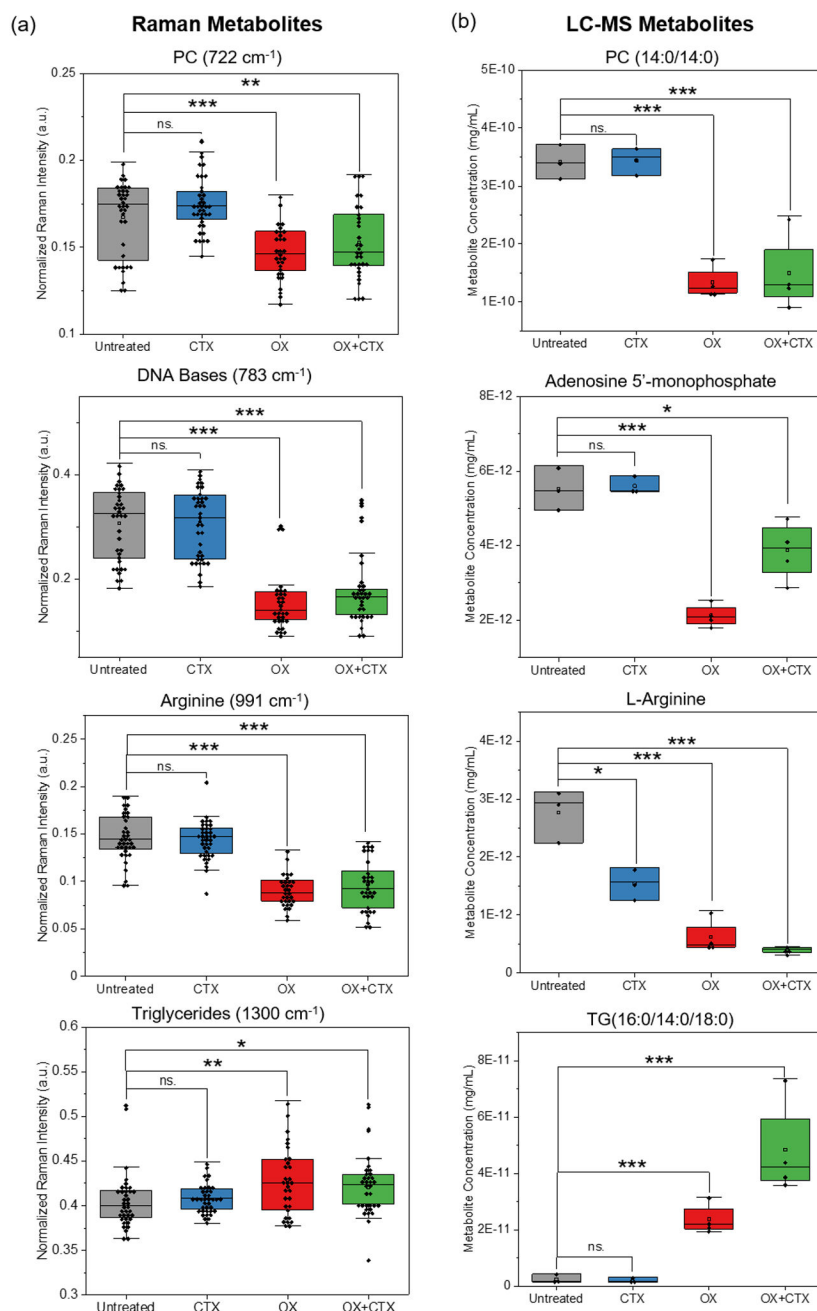 (a)
Raman Metabolites
PC (722 cm⁻¹)
Normalized Raman Intensity (a.u.)
0.25
0.2
0.15
0.1
**
***
ns.
Untreated CTX OX OX+CTX
DNA Bases (783 cm⁻¹)
Normalized Raman Intensity (a.u.)
0.4
0.2
***
***
ns.
Untreated CTX OX OX+CTX
Arginine (991 cm⁻¹)
Normalized Raman Intensity (a.u.)
0.25
0.2
0.15
0.1
0.05
0
***
***
ns.
Untreated CTX OX OX+CTX
Triglycerides (1300 cm⁻¹)
Normalized Raman Intensity (a.u.)
0.6
0.55
0.5
0.45
0.4
0.35
0.3
*
**
ns.
Untreated CTX OX OX+CTX
(b)
LC-MS Metabolites
PC (14:0/14:0)
Metabolite Concentration (mg/mL)
5E-10
4E-10
3E-10
2E-10
1E-10
***
***
ns.
Untreated CTX OX OX+CTX
Adenosine 5'-monophosphate
Metabolite Concentration (mg/mL)
8E-12
6E-12
4E-12
2E-12
*
***
ns.
Untreated CTX OX OX+CTX
L-Arginine
Metabolite Concentration (mg/mL)
4E-12
3E-12
2E-12
1E-12
0
***
***
*
Untreated CTX OX OX+CTX
TG(16:0/14:0/18:0)
Metabolite Concentration (mg/mL)
8E-11
6E-11
4E-11
2E-11
0
***
***
ns.
Untreated CTX OX OX+CTX